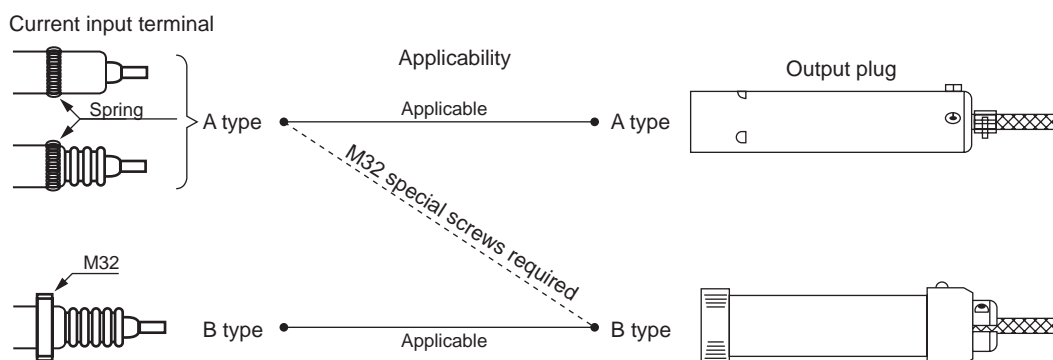 Current input terminal
Applicability
Output plug
Spring
A type
Applicable
A type
M32 special screws required
M32
B type
Applicable
B type